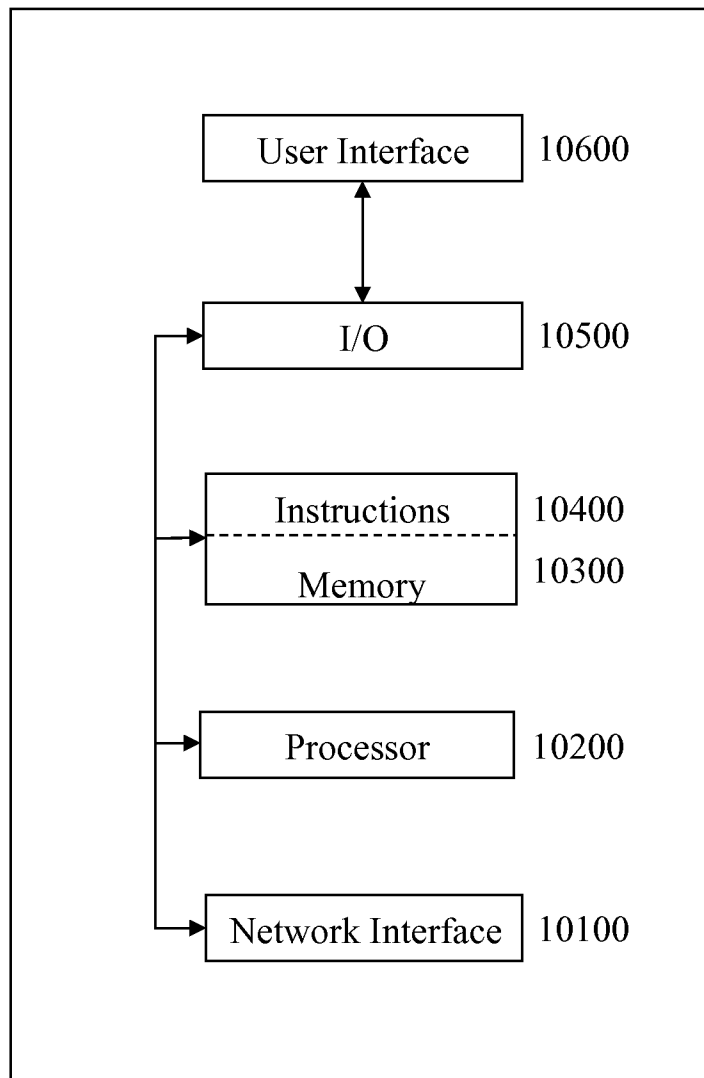 User Interface 10600
I/O 10500
Instructions 10400
Memory 10300
Processor 10200
Network Interface 10100